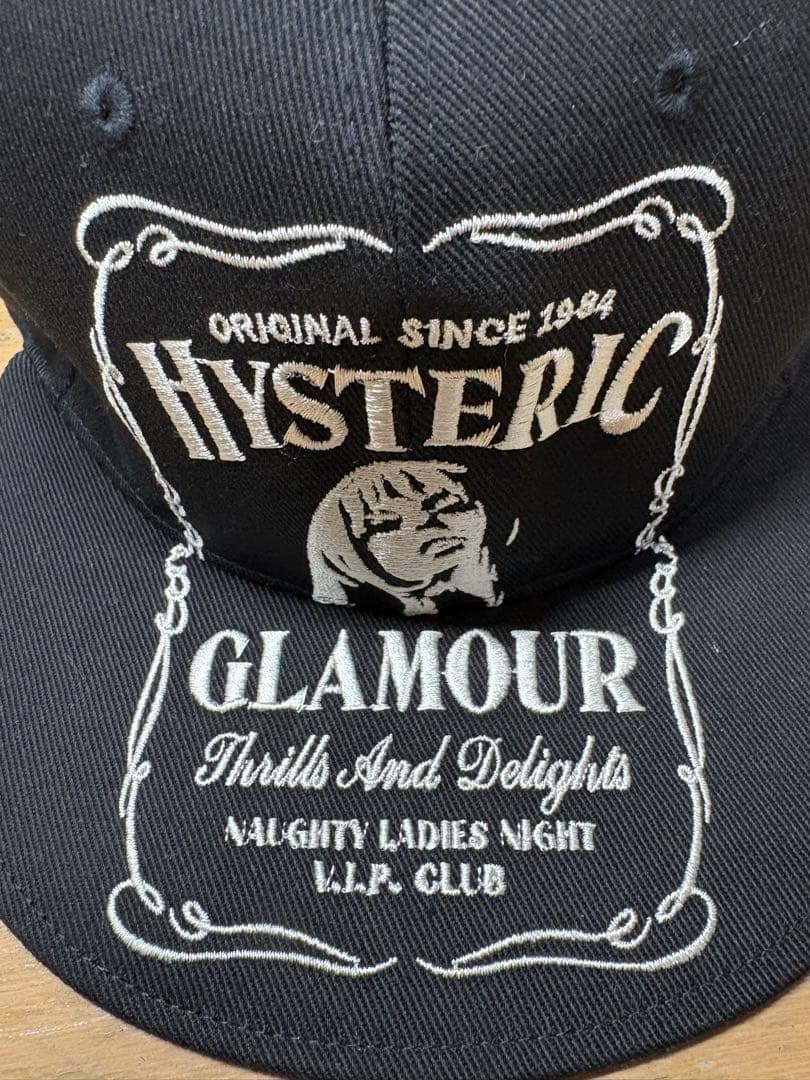 ORIGINAL SINCE 1984
HYSTERIC
GLAMOUR
Thrills And Delights
NAUGHTY LADIES NIGHT
V.I.P. CLUB